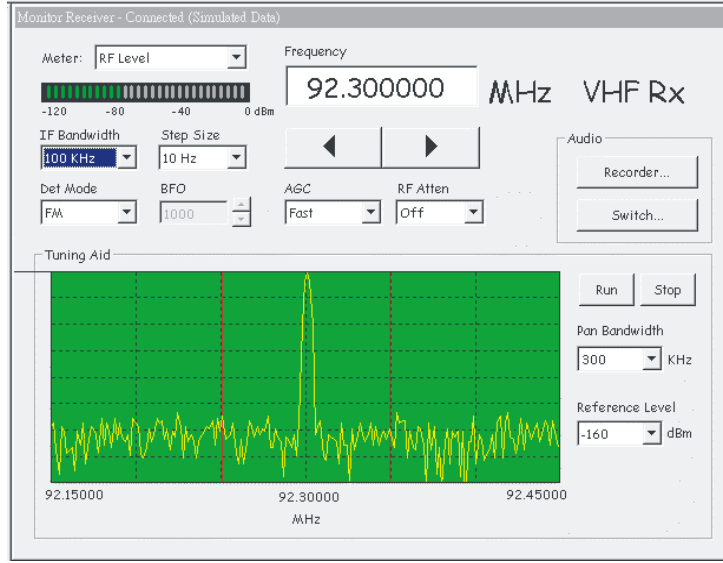 Monitor Receiver - Connected (Simulated Data)
Meter: RF Level
Frequency
92.300000 MHz VHF Rx
-120 -80 -40 0 dBm
IF Bandwidth Step Size
100 KHz 10 Hz
Audio
Recorder...
Det Mode BFO AGC RF Atten
FM 1000 Fast Off
Switch...
Tuning Aid
Run Stop
Pan Bandwidth
300 KHz
Reference Level
-160 dBm
92.15000 92.30000 92.45000
MHz